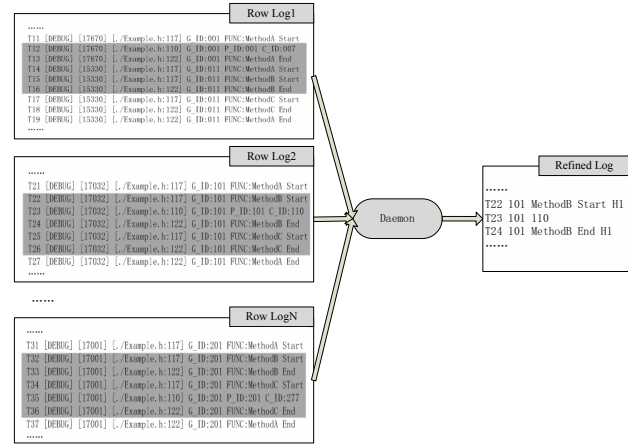 Row Log1
......
T11 [DEBUG] [17670] [./Example.h:117] G_ID:001 FUNC:MethodA Start
T12 [DEBUG] [17670] [./Example.h:110] G_ID:001 P_ID:001 C_ID:007
T13 [DEBUG] [17670] [./Example.h:122] G_ID:001 FUNC:MethodA End
T14 [DEBUG] [15330] [./Example.h:117] G_ID:011 FUNC:MethodA Start
T15 [DEBUG] [15330] [./Example.h:117] G_ID:011 FUNC:MethodB Start
T16 [DEBUG] [15330] [./Example.h:122] G_ID:011 FUNC:MethodB End
T17 [DEBUG] [15330] [./Example.h:117] G_ID:011 FUNC:MethodC Start
T18 [DEBUG] [15330] [./Example.h:122] G_ID:011 FUNC:MethodC End
T19 [DEBUG] [15330] [./Example.h:122] G_ID:011 FUNC:MethodA End
......
Row Log2
......
T21 [DEBUG] [17032] [./Example.h:117] G_ID:101 FUNC:MethodA Start
T22 [DEBUG] [17032] [./Example.h:117] G_ID:101 FUNC:MethodB Start
T23 [DEBUG] [17032] [./Example.h:110] G_ID:101 P_ID:101 C_ID:110
T24 [DEBUG] [17032] [./Example.h:122] G_ID:101 FUNC:MethodB End
T25 [DEBUG] [17032] [./Example.h:117] G_ID:101 FUNC:MethodC Start
T26 [DEBUG] [17032] [./Example.h:122] G_ID:101 FUNC:MethodC End
T27 [DEBUG] [17032] [./Example.h:122] G_ID:101 FUNC:MethodA End
......
......
Row LogN
......
T31 [DEBUG] [17001] [./Example.h:117] G_ID:201 FUNC:MethodA Start
T32 [DEBUG] [17001] [./Example.h:117] G_ID:201 FUNC:MethodB Start
T33 [DEBUG] [17001] [./Example.h:122] G_ID:201 FUNC:MethodB End
T34 [DEBUG] [17001] [./Example.h:117] G_ID:201 FUNC:MethodC STart
T35 [DEBUG] [17001] [./Example.h:110] G_ID:201 P_ID:201 C_ID:277
T36 [DEBUG] [17001] [./Example.h:122] G_ID:201 FUNC:MethodC End
T37 [DEBUG] [17001] [./Example.h:122] G_ID:201 FUNC:MethodA End
......
Daemon
Refined Log
......
T22 101 MethodB Start H1
T23 101 110
T24 101 MethodB End H1
......